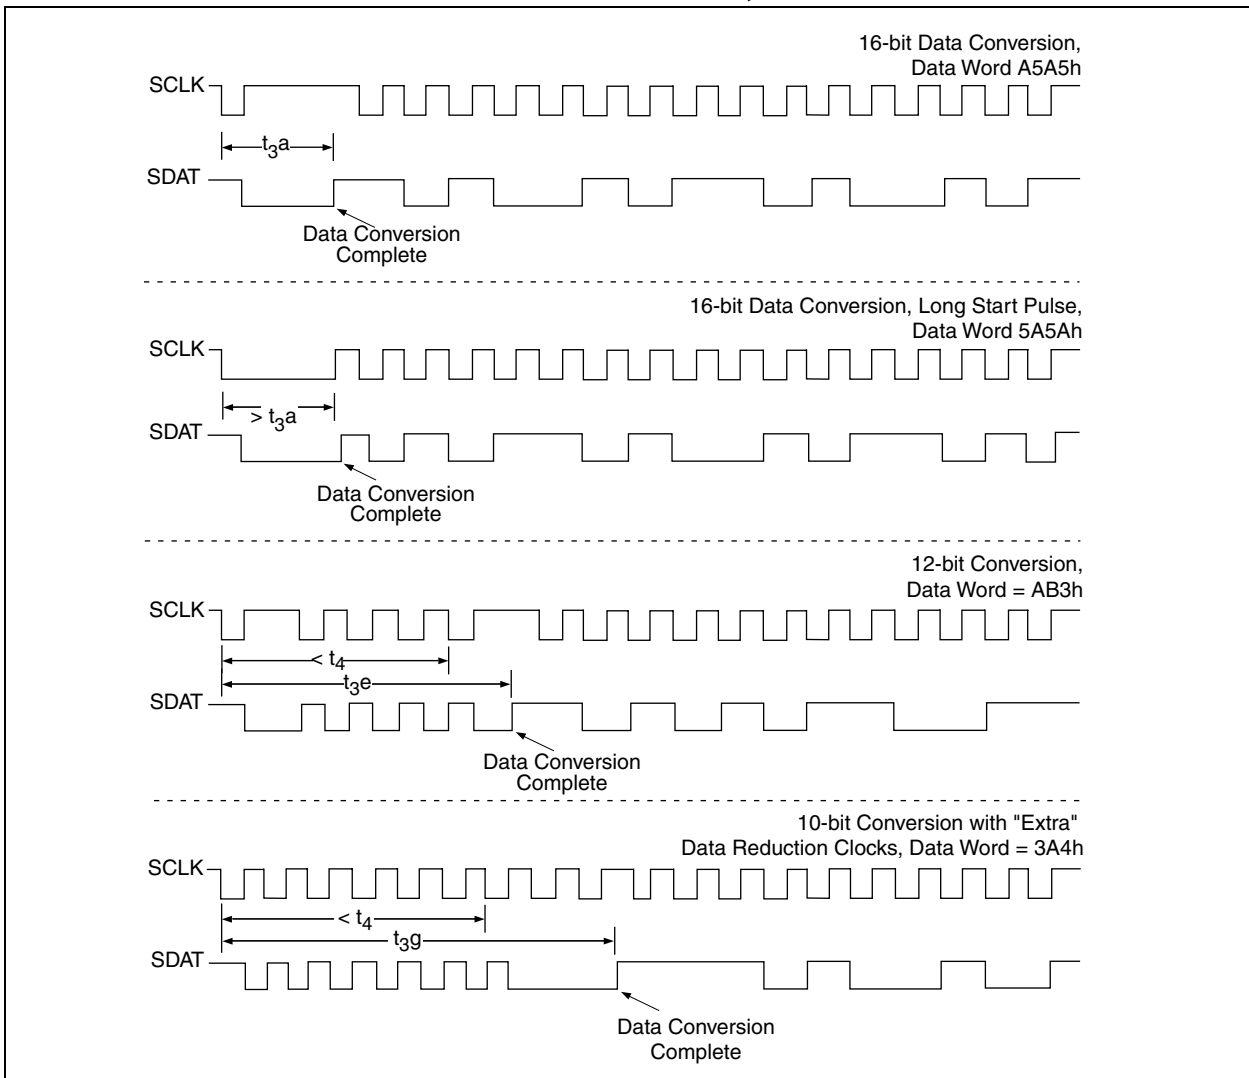 16-bit Data Conversion,
Data Word A5A5h
SCLK
t3a
SDAT
Data Conversion
Complete
16-bit Data Conversion, Long Start Pulse,
Data Word 5A5Ah
SCLK
> t3a
SDAT
Data Conversion
Complete
12-bit Conversion,
Data Word = AB3h
SCLK
< t4
t3e
SDAT
Data Conversion
Complete
10-bit Conversion with "Extra"
Data Reduction Clocks, Data Word = 3A4h
SCLK
< t4
t3g
SDAT
Data Conversion
Complete